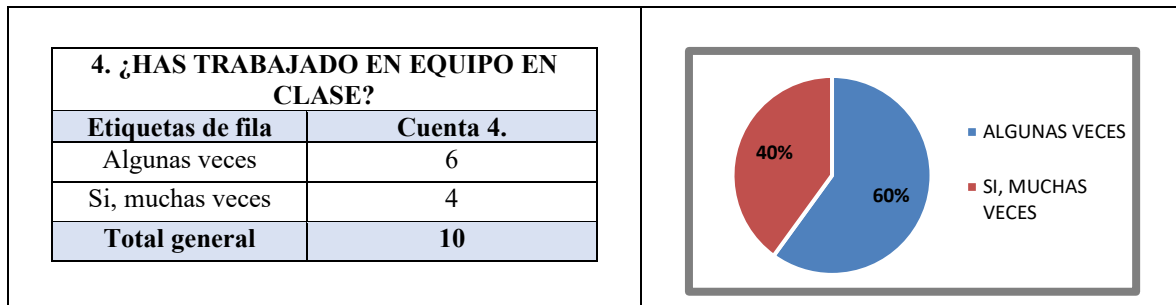 4. ¿HAS TRABAJADO EN EQUIPO EN
CLASE?
Etiquetas de fila Cuenta 4.
Algunas veces 6
Si, muchas veces 4
Total general 10
40%
60%
ALGUNAS VECES
SI, MUCHAS
VECES